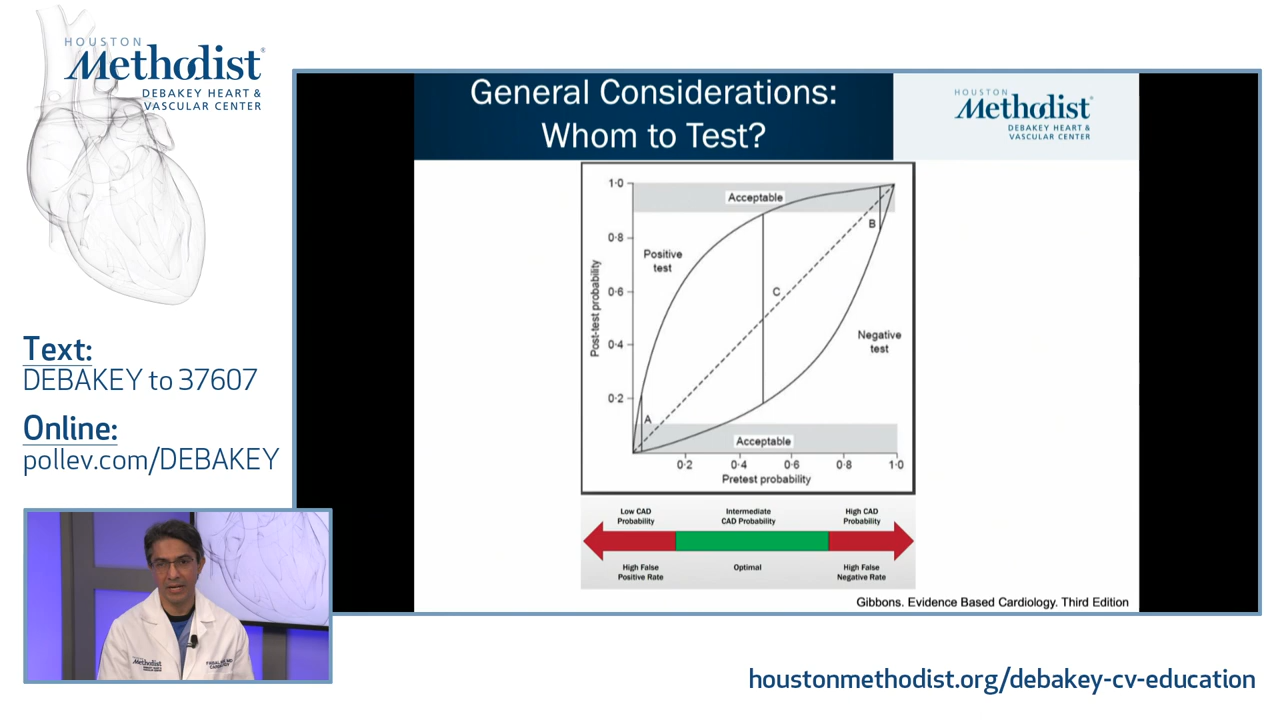 HOUSTON
Methodist®
DEBAKEY HEART &
VASCULAR CENTER
Text:
DEBAKEY to 37607
Online:
pollev.com/DEBAKEY
General Considerations:
Whom to Test?
HOUSTON
Methodist®
DEBAKEY HEART &
VASCULAR CENTER
1·0
Acceptable
0·8
Positive
test
B
0·6
C
Post-test probability
0·4
Negative
test
0·2
A
Acceptable
0·2 0·4 0·6 0·8 1·0
Pretest probability
Low CAD
Probability
Intermediate
CAD Probability
High CAD
Probability
High False
Positive Rate
Optimal
High False
Negative Rate
Gibbons. Evidence Based Cardiology. Third Edition
Methodist
houstonmethodist.org/debakey-cv-education